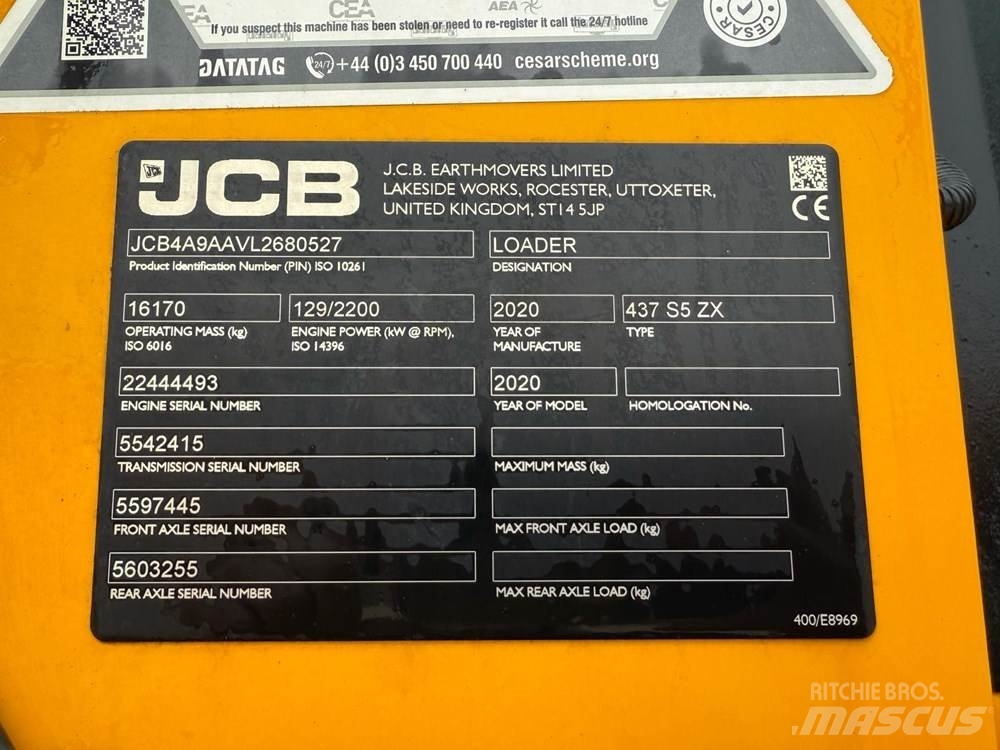 CEA
AEA
If you suspect this machine has been stolen or need to re-register it call the 24/7 hotline
CESAR
DATATAG 24/7 +44 (0)3 450 700 440 cesarscheme.org
JCB
J.C.B. EARTHMOVERS LIMITED
LAKESIDE WORKS, ROCESTER, UTTOXETER,
UNITED KINGDOM, ST14 5JP
CE
JCB4A9AAVL2680527 LOADER
Product Identification Number (PIN) ISO 10261 DESIGNATION
16170 129/2200 2020 437 S5 ZX
OPERATING MASS (kg) ENGINE POWER (kW @ RPM), YEAR OF TYPE
ISO 6016 ISO 14396 MANUFACTURE
22444493 2020
ENGINE SERIAL NUMBER YEAR OF MODEL HOMOLOGATION No.
5542415
TRANSMISSION SERIAL NUMBER MAXIMUM MASS (kg)
5597445
FRONT AXLE SERIAL NUMBER MAX FRONT AXLE LOAD (kg)
5603255
REAR AXLE SERIAL NUMBER MAX REAR AXLE LOAD (kg)
400/E8969
RITCHIE BROS.
MASCUS